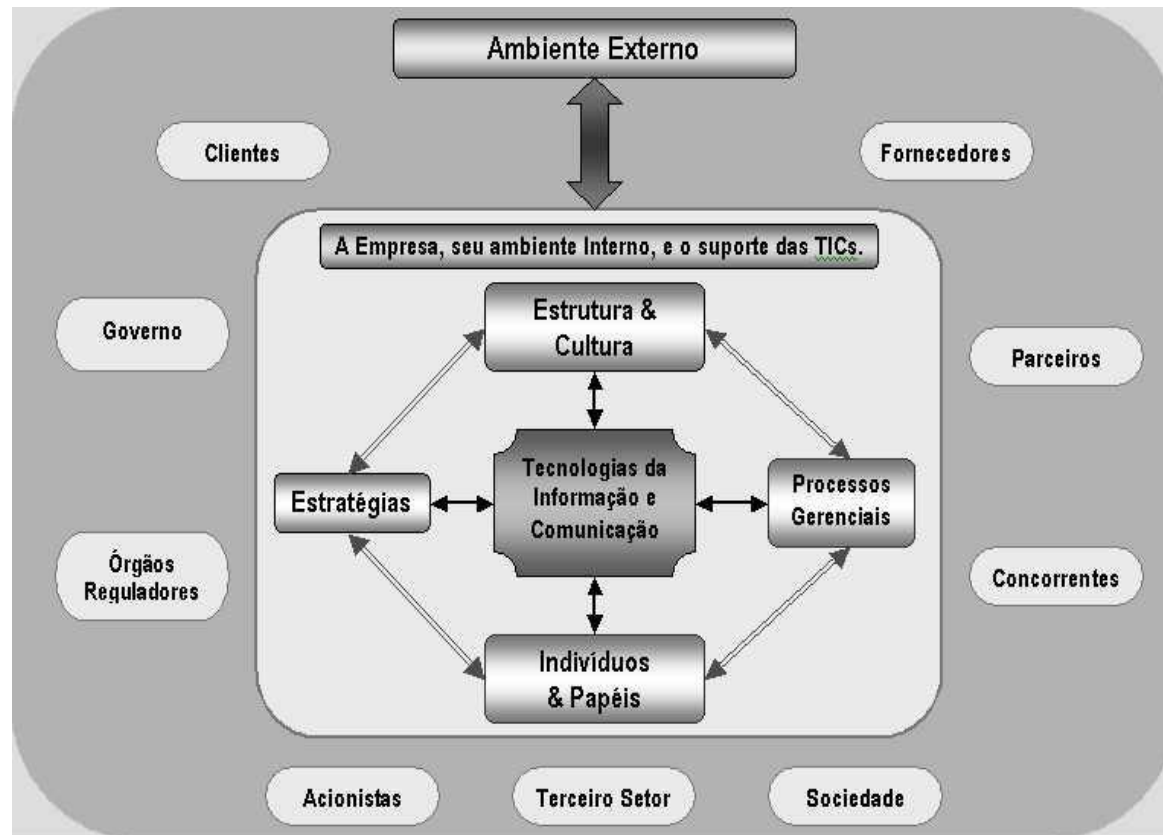 Ambiente Externo
Clientes
Fornecedores
A Empresa, seu ambiente Interno, e o suporte das TICs.
Estrutura &
Cultura
Governo
Parceiros
Tecnologias da
Informação e
Comunicação
Estratégias
Processos
Gerenciais
Órgãos
Reguladores
Concorrentes
Indivíduos
& Papéis
Acionistas
Terceiro Setor
Sociedade